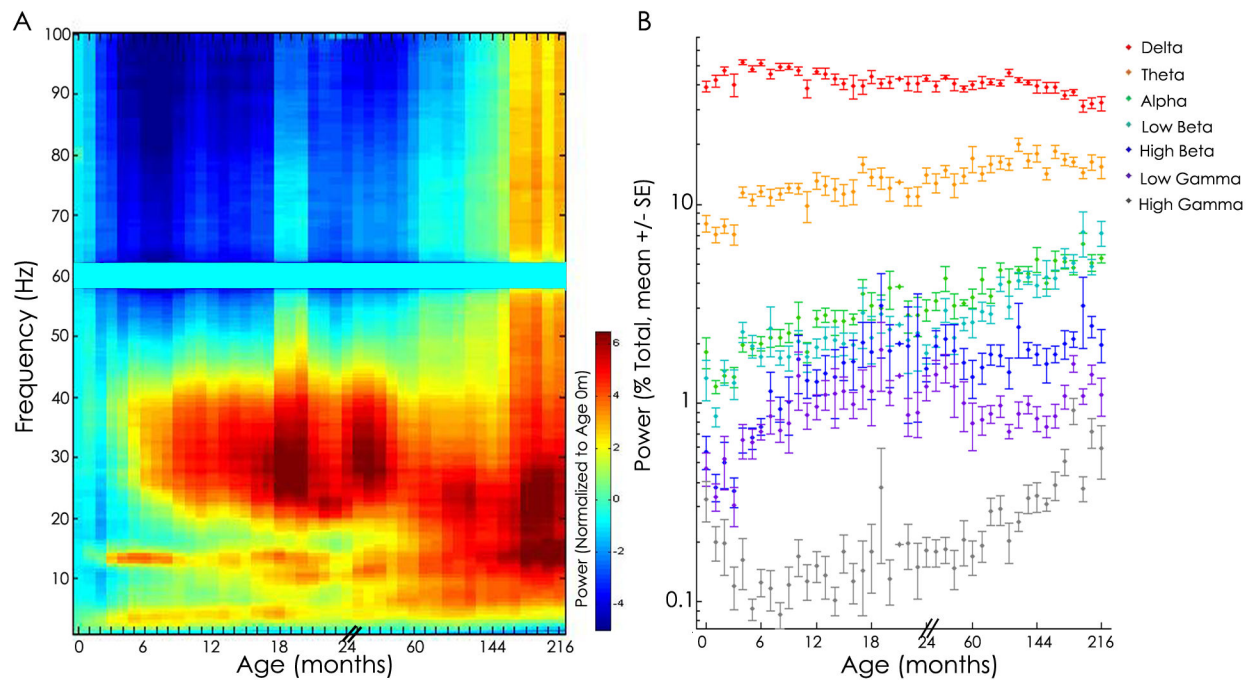 A
B
100
90
80
70
60
50
40
30
20
10
Frequency (Hz)
0 6 12 18 24 60 144 216
Age (months)
6
4
2
0
-2
-4
Power (Normalized to Age 0m)
10
1
0.1
Power (% Total, mean +/- SE)
0 6 12 18 24 60 144 216
Age (months)
Delta
Theta
Alpha
Low Beta
High Beta
Low Gamma
High Gamma